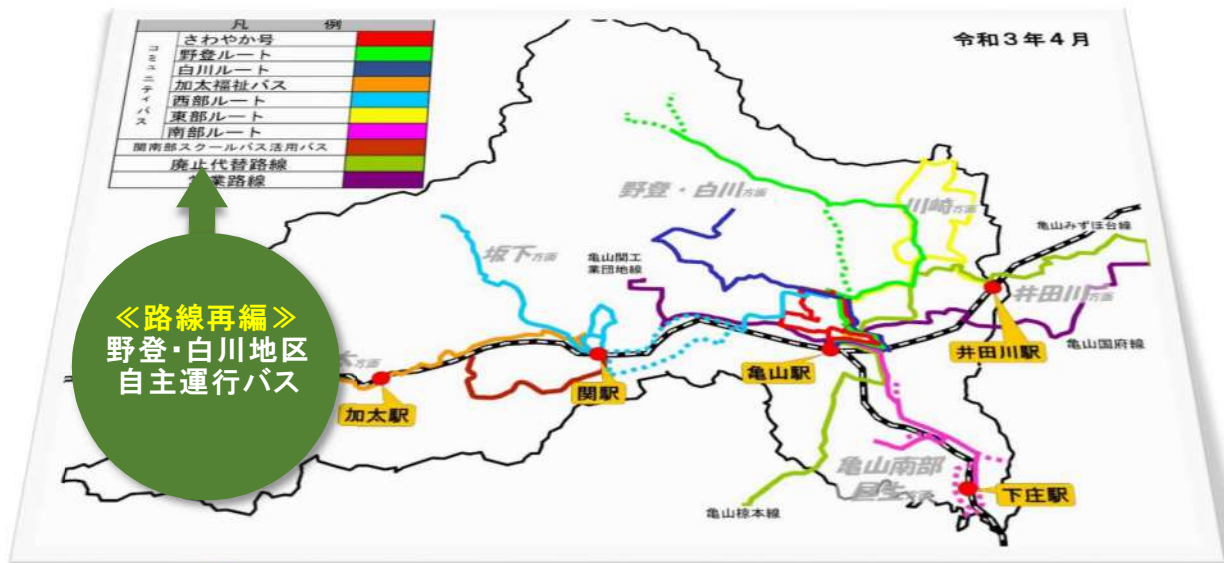 凡　　例
コミュニティバス
さわやか号
野登ルート
白川ルート
加太福祉バス
西部ルート
東部ルート
南部ルート
関南部スクールバス活用バス
廃止代替路線
業路線
令和3年4月
≪路線再編≫
野登・白川地区
自主運行バス
野登・白川方面
川崎方面
亀山みずほ台線
坂下方面
亀山関工
業団地線
井田川方面
亀山国府線
井田川駅
亀山駅
関駅
加太駅
方面
亀山南部
方面
下庄駅
亀山椋本線